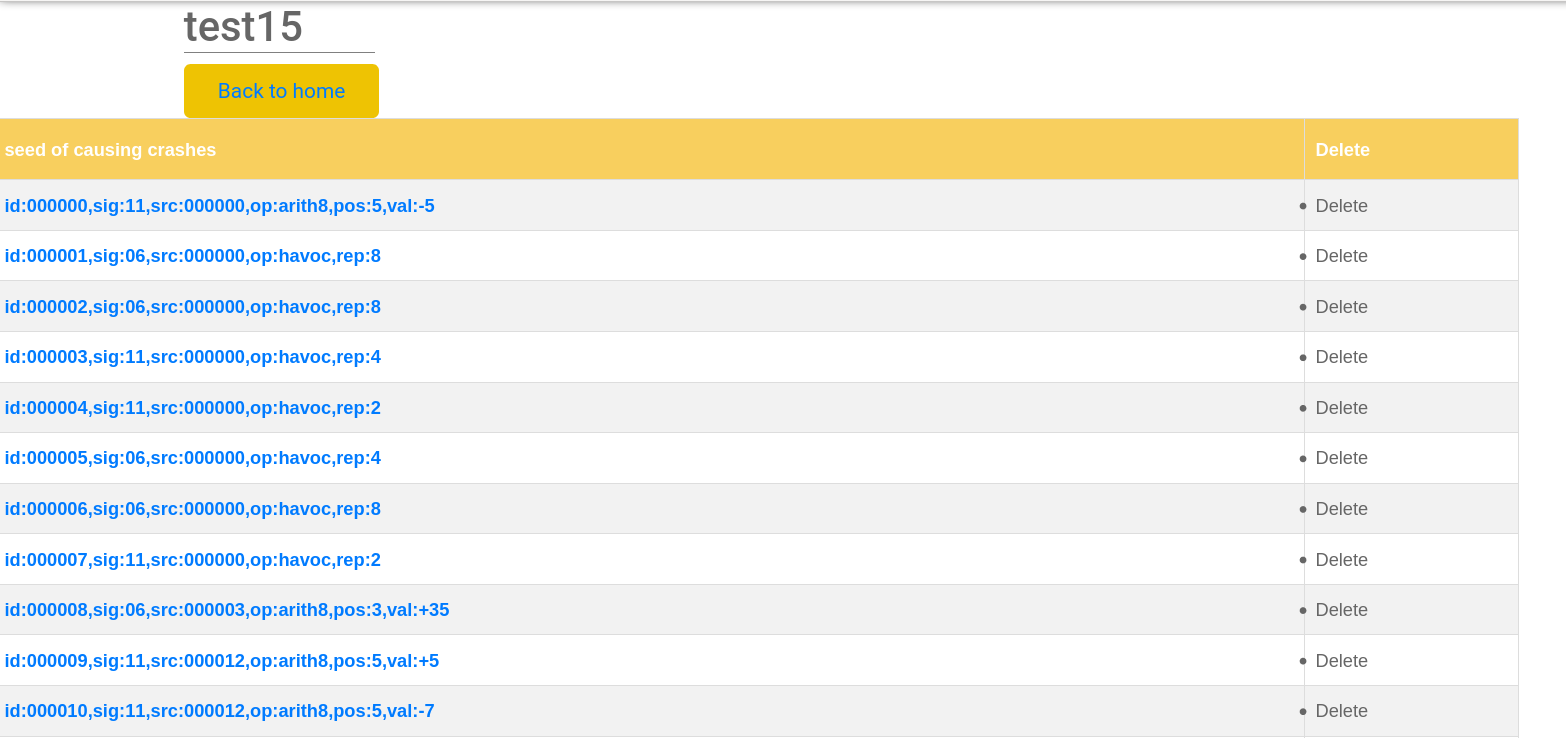 test15
Back to home
seed of causing crashes Delete
id:000000,sig:11,src:000000,op:arith8,pos:5,val:-5 • Delete
id:000001,sig:06,src:000000,op:havoc,rep:8 • Delete
id:000002,sig:06,src:000000,op:havoc,rep:8 • Delete
id:000003,sig:11,src:000000,op:havoc,rep:4 • Delete
id:000004,sig:11,src:000000,op:havoc,rep:2 • Delete
id:000005,sig:06,src:000000,op:havoc,rep:4 • Delete
id:000006,sig:06,src:000000,op:havoc,rep:8 • Delete
id:000007,sig:11,src:000000,op:havoc,rep:2 • Delete
id:000008,sig:06,src:000003,op:arith8,pos:3,val:+35 • Delete
id:000009,sig:11,src:000012,op:arith8,pos:5,val:+5 • Delete
id:000010,sig:11,src:000012,op:arith8,pos:5,val:-7 • Delete